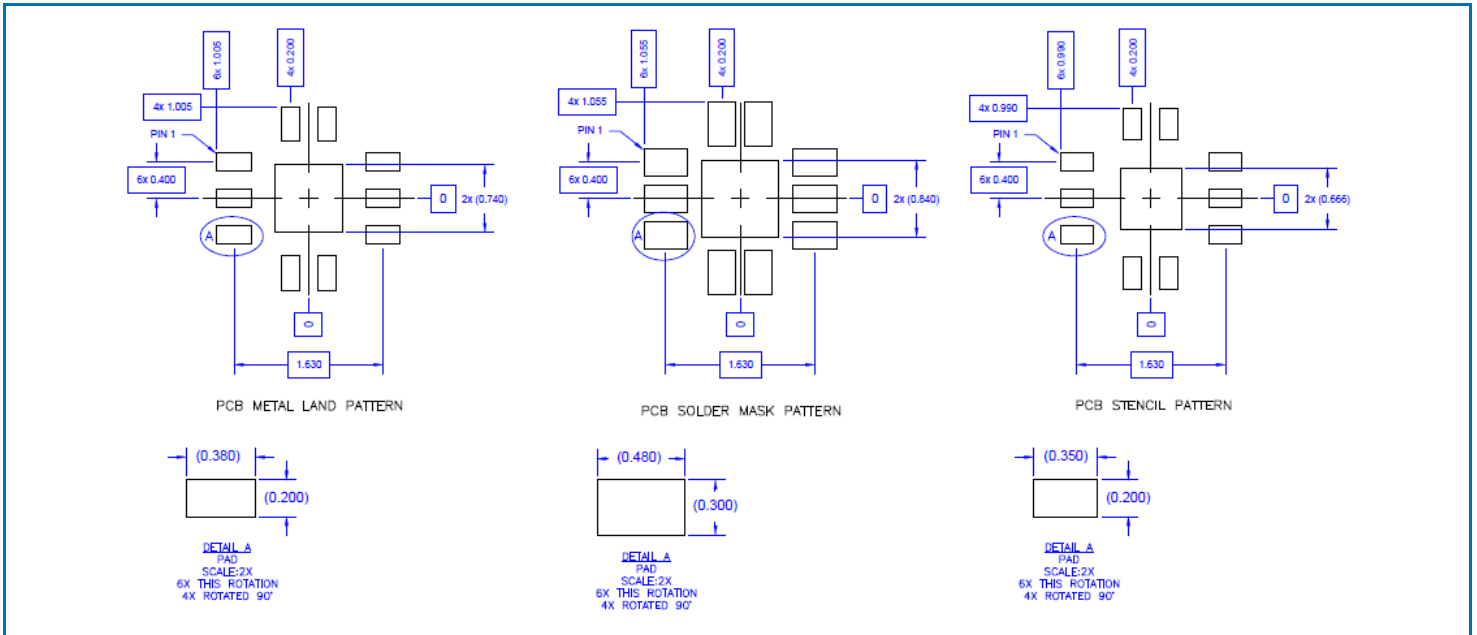 6x 1.005
4x 0.200
4x 1.005
PIN 1
6x 0.400
0
2x (0.740)
A
0
1.630
PCB METAL LAND PATTERN
(0.380)
(0.200)
DETAIL A
PAD
SCALE:2X
6X THIS ROTATION
4X ROTATED 90°
6x 1.055
4x 0.200
4x 1.055
PIN 1
6x 0.400
0
2x (0.840)
A
0
1.630
PCB SOLDER MASK PATTERN
(0.480)
(0.300)
DETAIL A
PAD
SCALE:2X
6X THIS ROTATION
4X ROTATED 90°
6x 0.990
4x 0.200
4x 0.990
PIN 1
6x 0.400
0
2x (0.666)
A
0
1.630
PCB STENCIL PATTERN
(0.350)
(0.200)
DETAIL A
PAD
SCALE:2X
6X THIS ROTATION
4X ROTATED 90°